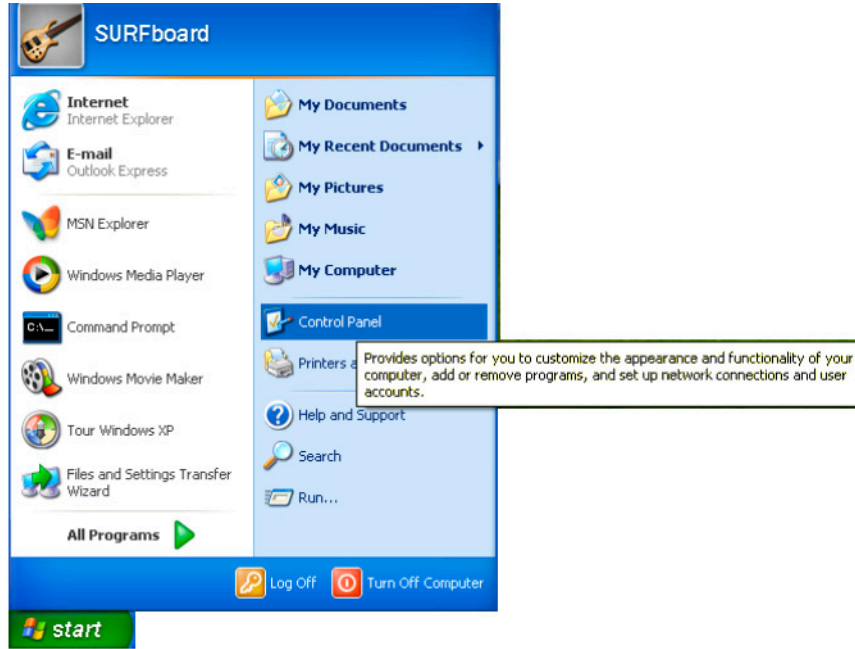 SURFboard
Internet
Internet Explorer
E-mail
Outlook Express
MSN Explorer
Windows Media Player
C:\_
Command Prompt
Windows Movie Maker
Tour Windows XP
Files and Settings Transfer
Wizard
All Programs
My Documents
My Recent Documents
My Pictures
My Music
My Computer
Control Panel
Printers a
Provides options for you to customize the appearance and functionality of your
computer, add or remove programs, and set up network connections and user
accounts.
Help and Support
Search
Run...
Log Off
Turn Off Computer
start